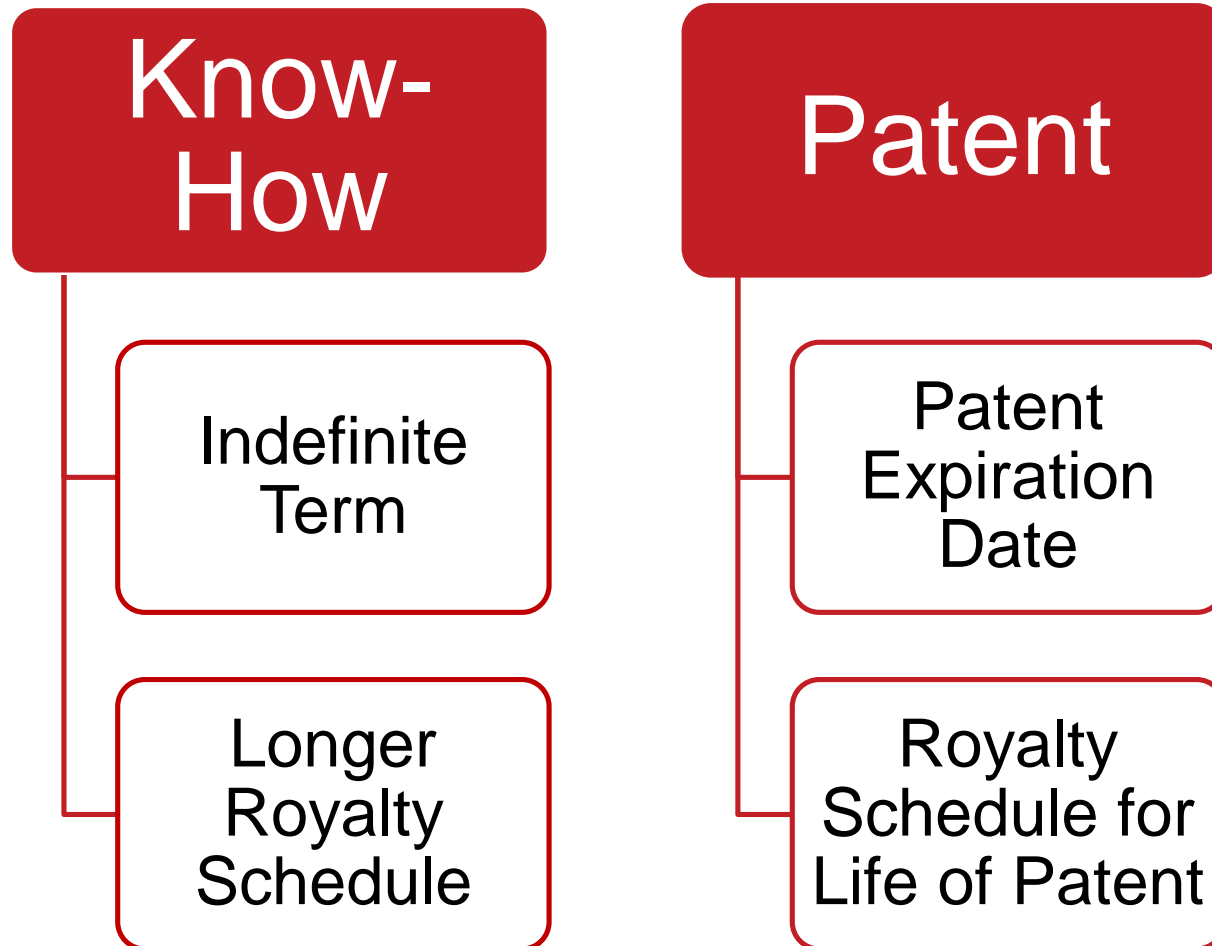 Know-
How
Indefinite
Term
Longer
Royalty
Schedule
Patent
Patent
Expiration
Date
Royalty
Schedule for
Life of Patent